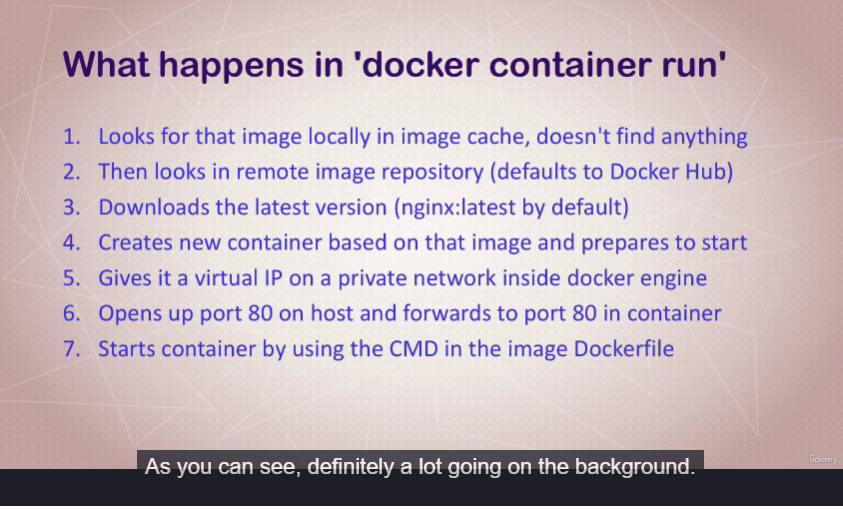 What happens in 'docker container run'
1. Looks for that image locally in image cache, doesn't find anything
2. Then looks in remote image repository (defaults to Docker Hub)
3. Downloads the latest version (nginx:latest by default)
4. Creates new container based on that image and prepares to start
5. Gives it a virtual IP on a private network inside docker engine
6. Opens up port 80 on host and forwards to port 80 in container
7. Starts container by using the CMD in the image Dockerfile
As you can see, definitely a lot going on the background.
ûdemy